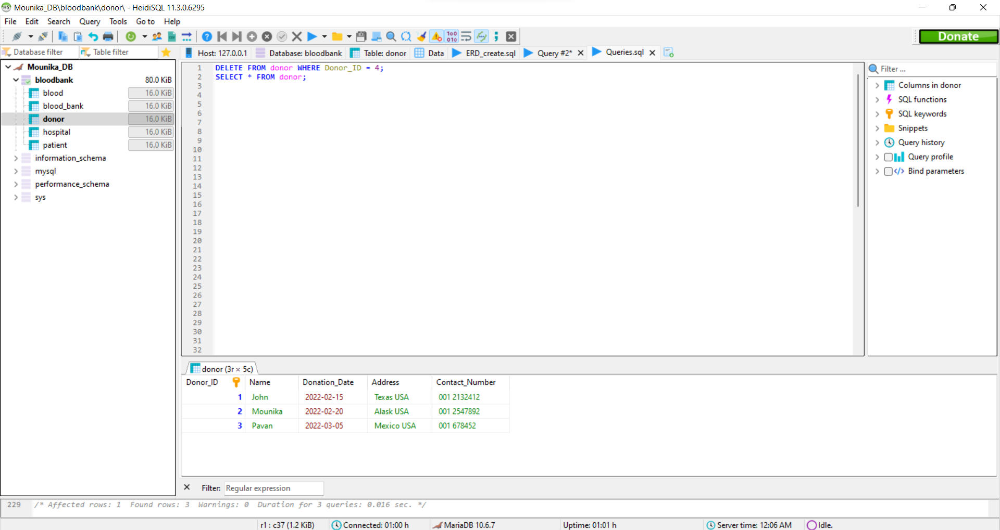 Mounika_DB\bloodbank\donor\ - HeidiSQL 11.3.0.6295
File Edit Search Query Tools Go to Help
Donate
Database filter Table filter
Host: 127.0.0.1 Database: bloodbank Table: donor Data ERD_create.sql Query #2* Queries.sql
Mounika_DB
bloodbank 80.0 KiB
blood 16.0 KiB
blood_bank 16.0 KiB
donor 16.0 KiB
hospital 16.0 KiB
patient 16.0 KiB
information_schema
mysql
performance_schema
sys
1 DELETE FROM donor WHERE Donor_ID = 4;
2 SELECT * FROM donor;
3
4
5
6
7
8
9
10
11
12
13
14
15
16
17
18
19
20
21
22
23
24
25
26
27
28
29
30
31
32
Filter ...
Columns in donor
SQL functions
SQL keywords
Snippets
Query history
Query profile
Bind parameters
donor (3r × 5c)
Donor_ID Name Donation_Date Address Contact_Number
1 John 2022-02-15 Texas USA 001 2132412
2 Mounika 2022-02-20 Alask USA 001 2547892
3 Pavan 2022-03-05 Mexico USA 001 678452
Filter: Regular expression
229 /* Affected rows: 1 Found rows: 3 Warnings: 0 Duration for 3 queries: 0.016 sec. */
r1 : c37 (1.2 KiB) Connected: 01:00 h MariaDB 10.6.7 Uptime: 01:01 h Server time: 12:06 AM Idle.